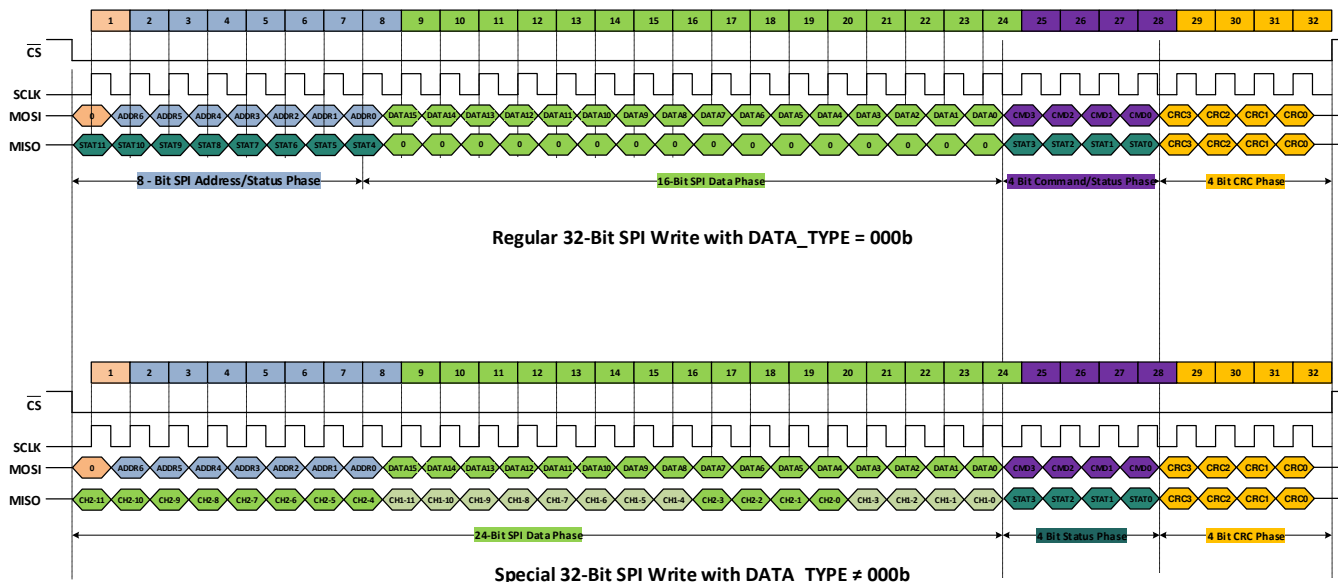 1 2 3 4 5 6 7 8 9 10 11 12 13 14 15 16 17 18 19 20 21 22 23 24 25 26 27 28 29 30 31 32
CS
SCLK
MOSI 0 ADDR6 ADDR5 ADDR4 ADDR3 ADDR2 ADDR1 ADDR0 DATA15 DATA14 DATA13 DATA12 DATA11 DATA10 DATA9 DATA8 DATA7 DATA6 DATA5 DATA4 DATA3 DATA2 DATA1 DATA0 CMD3 CMD2 CMD1 CMD0 CRC3 CRC2 CRC1 CRC0
MISO STAT11 STAT10 STAT9 STAT8 STAT7 STAT6 STAT5 STAT4 0 0 0 0 0 0 0 0 0 0 0 0 0 0 0 0 STAT3 STAT2 STAT1 STAT0 CRC3 CRC2 CRC1 CRC0
8 - Bit SPI Address/Status Phase 16-Bit SPI Data Phase 4 Bit Command/Status Phase 4 Bit CRC Phase
Regular 32-Bit SPI Write with DATA_TYPE = 000b
1 2 3 4 5 6 7 8 9 10 11 12 13 14 15 16 17 18 19 20 21 22 23 24 25 26 27 28 29 30 31 32
CS
SCLK
MOSI 0 ADDR6 ADDR5 ADDR4 ADDR3 ADDR2 ADDR1 ADDR0 DATA15 DATA14 DATA13 DATA12 DATA11 DATA10 DATA9 DATA8 DATA7 DATA6 DATA5 DATA4 DATA3 DATA2 DATA1 DATA0 CMD3 CMD2 CMD1 CMD0 CRC3 CRC2 CRC1 CRC0
MISO CH2-11 CH2-10 CH2-9 CH2-8 CH2-7 CH2-6 CH2-5 CH2-4 CH1-11 CH1-10 CH1-9 CH1-8 CH1-7 CH1-6 CH1-5 CH1-4 CH2-3 CH2-2 CH2-1 CH2-0 CH1-3 CH1-2 CH1-1 CH1-0 STAT3 STAT2 STAT1 STAT0 CRC3 CRC2 CRC1 CRC0
24-Bit SPI Data Phase 4 Bit Status Phase 4 Bit CRC Phase
Special 32-Bit SPI Write with DATA_TYPE ≠ 000b